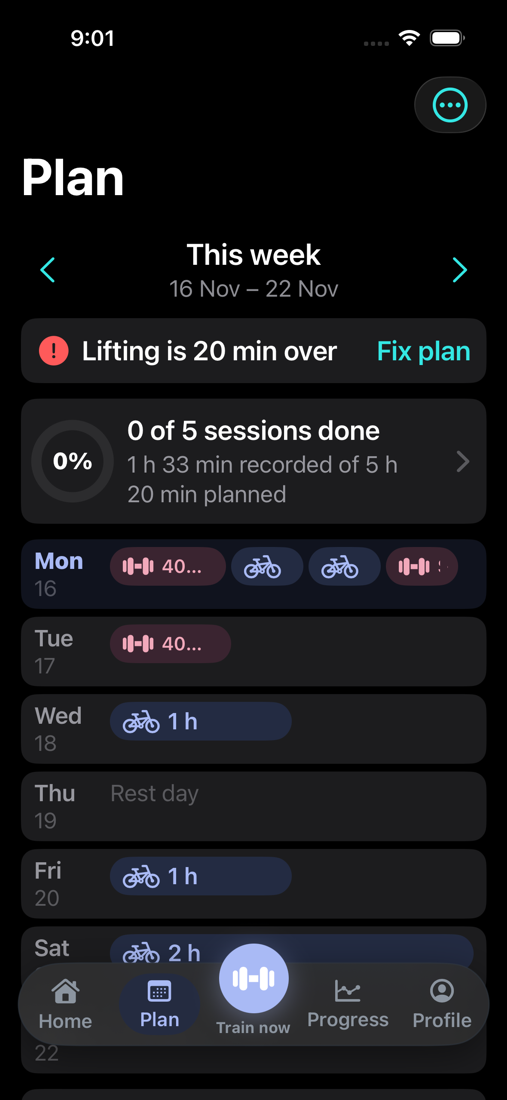 9:01
Plan
This week
16 Nov – 22 Nov
! Lifting is 20 min over
Fix plan
0%
0 of 5 sessions done
1 h 33 min recorded of 5 h
20 min planned
Mon
16
40...
Tue
17
40...
Wed
18
1 h
Thu
19
Rest day
Fri
20
1 h
Sat
2 h
22
Home
Plan
Train now
Progress
Profile